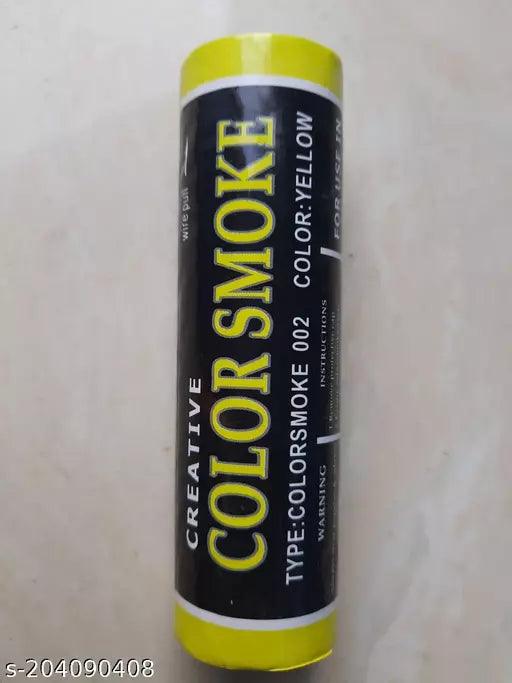 wire pull
CREATIVE
COLOR SMOKE
TYPE:COLORSMOKE 002 COLOR:YELLOW
WARNING
INSTRUCTIONS
FOR USE IN
s-204090408